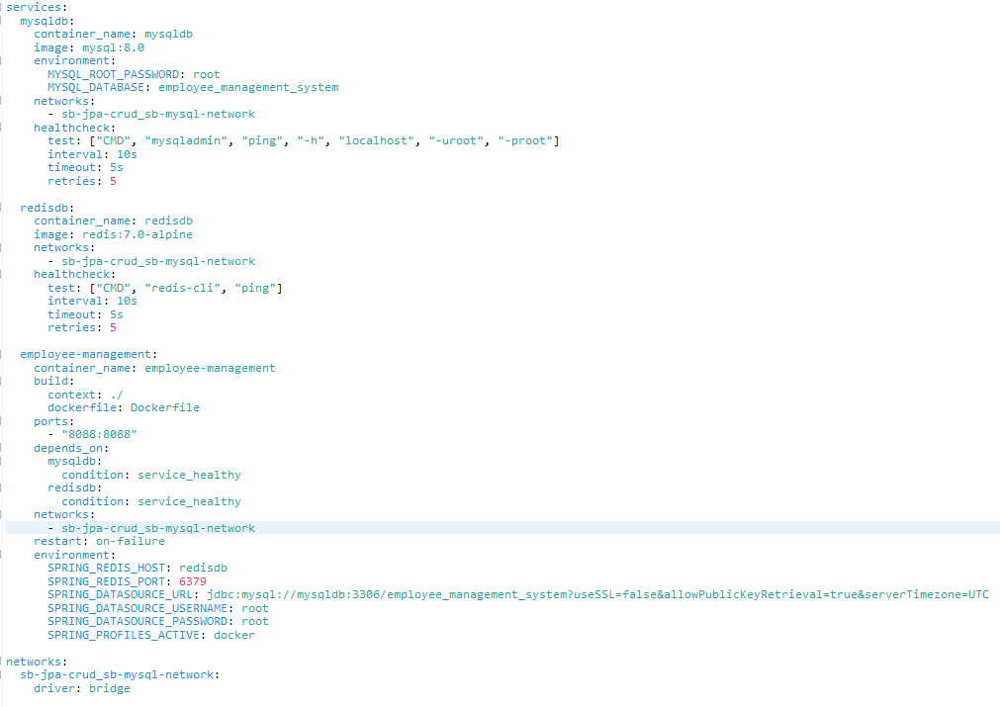 services:
  mysqldb:
    container_name: mysqldb
    image: mysql:8.0
    environment:
      MYSQL_ROOT_PASSWORD: root
      MYSQL_DATABASE: employee_management_system
    networks:
      - sb-jpa-crud_sb-mysql-network
    healthcheck:
      test: ["CMD", "mysqladmin", "ping", "-h", "localhost", "-uroot", "-proot"]
      interval: 10s
      timeout: 5s
      retries: 5

  redisdb:
    container_name: redisdb
    image: redis:7.0-alpine
    networks:
      - sb-jpa-crud_sb-mysql-network
    healthcheck:
      test: ["CMD", "redis-cli", "ping"]
      interval: 10s
      timeout: 5s
      retries: 5

  employee-management:
    container_name: employee-management
    build:
      context: ./
      dockerfile: Dockerfile
    ports:
      - "8088:8088"
    depends_on:
      mysqldb:
        condition: service_healthy
      redisdb:
        condition: service_healthy
    networks:
      - sb-jpa-crud_sb-mysql-network
    restart: on-failure
    environment:
      SPRING_REDIS_HOST: redisdb
      SPRING_REDIS_PORT: 6379
      SPRING_DATASOURCE_URL: jdbc:mysql://mysqldb:3306/employee_management_system?useSSL=false&allowPublicKeyRetrieval=true&serverTimezone=UTC
      SPRING_DATASOURCE_USERNAME: root
      SPRING_DATASOURCE_PASSWORD: root
      SPRING_PROFILES_ACTIVE: docker

networks:
  sb-jpa-crud_sb-mysql-network:
    driver: bridge